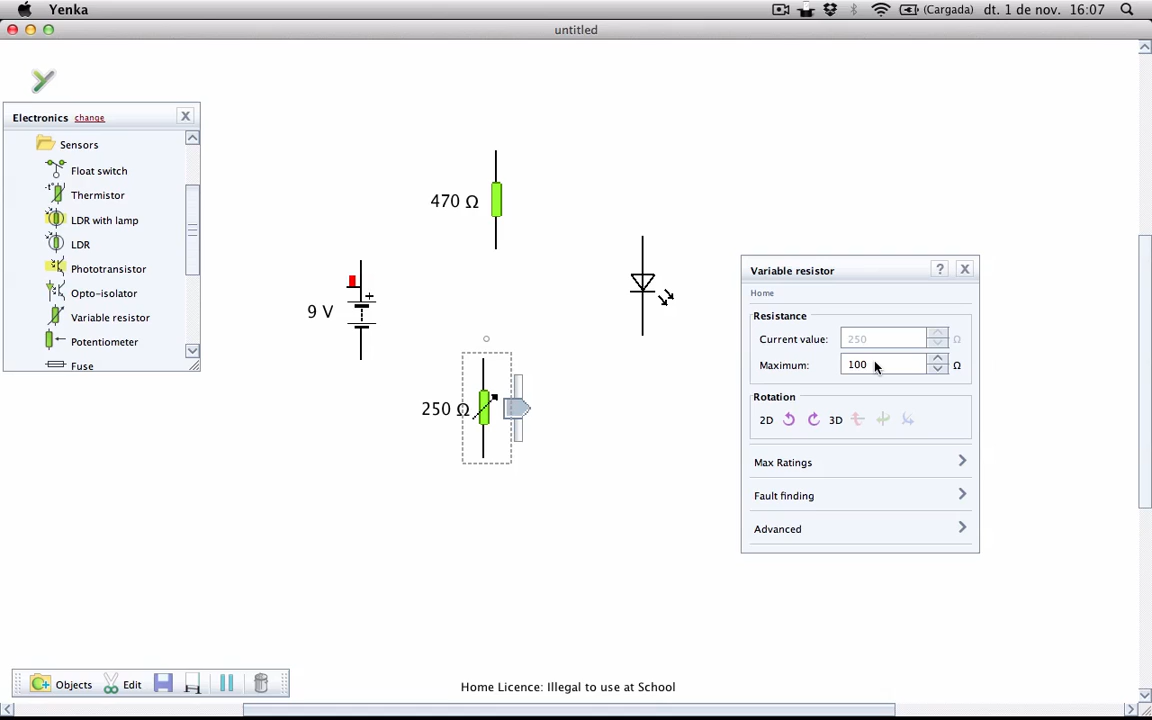 Yenka
(Cargada) dt. 1 de nov. 16:07
untitled
Electronics change
Sensors
Float switch
Thermistor
LDR with lamp
LDR
Phototransistor
Opto-isolator
Variable resistor
Potentiometer
Fuse
470 Ω
9 V
+
250 Ω
Variable resistor
?
Home
Resistance
Current value: 250 Ω
Maximum: 100 Ω
Rotation
2D 3D
Max Ratings
Fault finding
Advanced
Objects Edit
Home Licence: Illegal to use at School